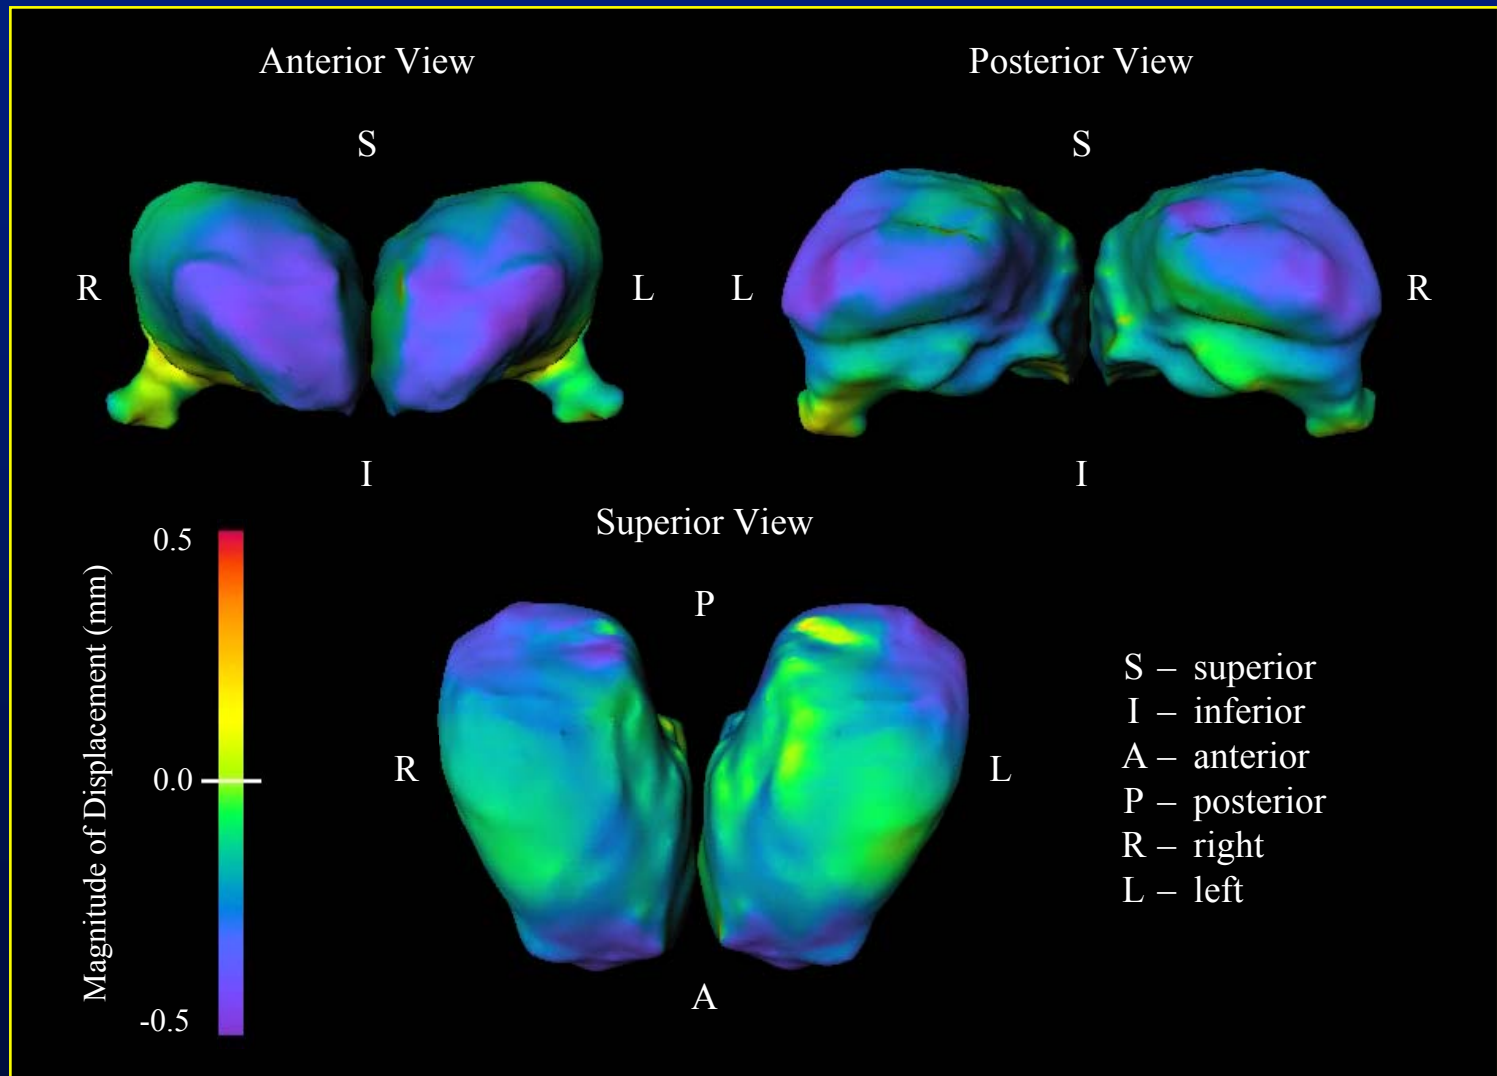 Anterior View
Posterior View
S
S
R
L
L
R
I
I
Superior View
0.5
P
Magnitude of Displacement (mm)
S – superior
I – inferior
A – anterior
P – posterior
R – right
L – left
0.0
R
L
-0.5
A